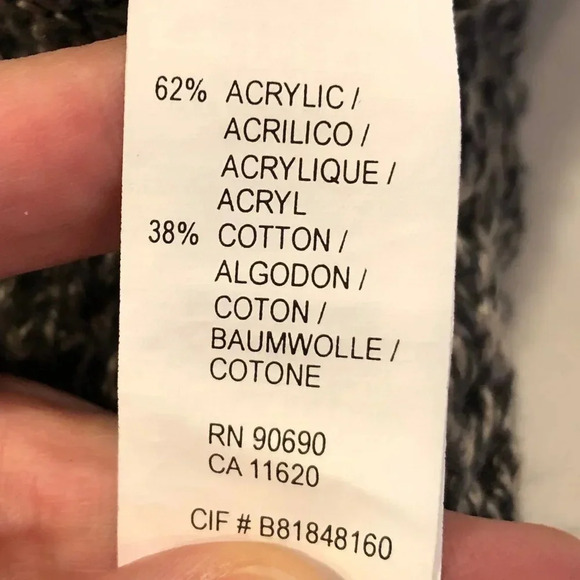 62% ACRYLIC /
ACRILICO /
ACRYLIQUE /
ACRYL
38% COTTON /
ALGODON /
COTON /
BAUMWOLLE /
COTONE
RN 90690
CA 11620
CIF # B81848160